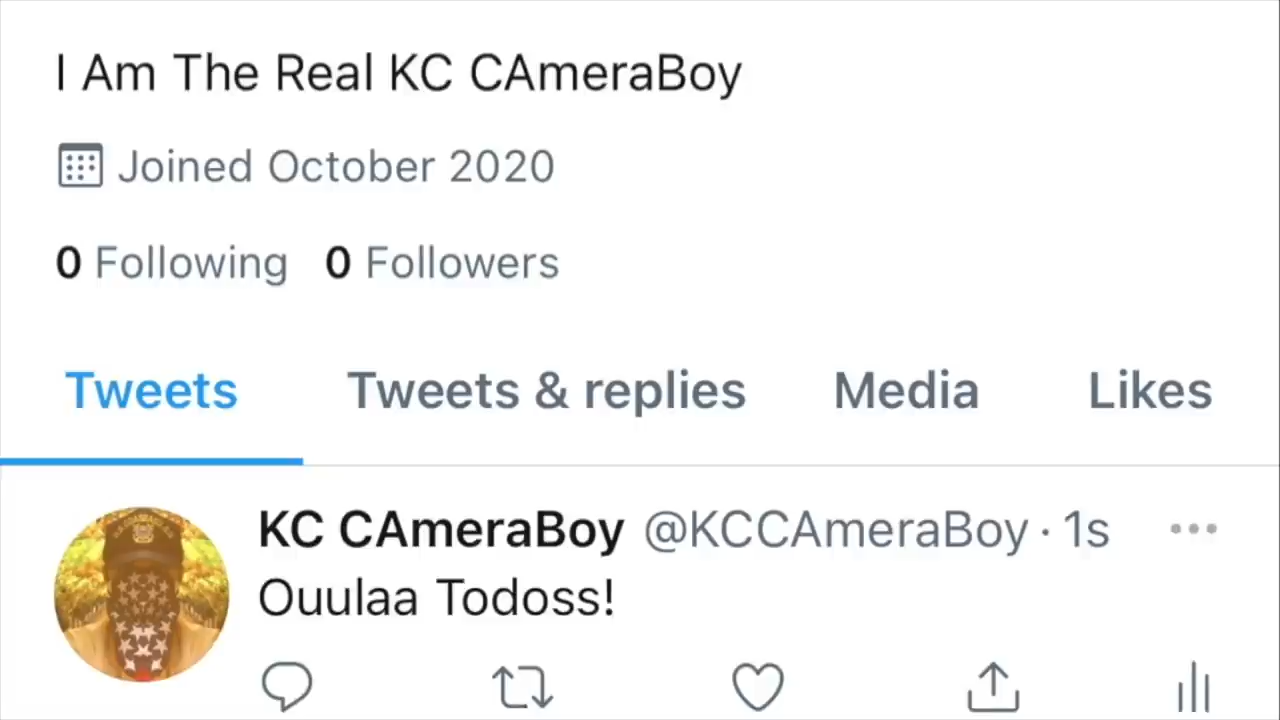 I Am The Real KC CAmeraBoy
Joined October 2020
0 Following 0 Followers
Tweets Tweets & replies Media Likes
KC CAmeraBoy @KCCAmeraBoy · 1s
Ouulaa Todoss!